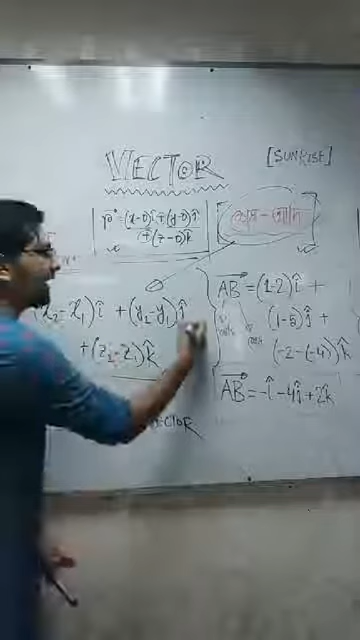 VECTOR
[SUNRISE]
r = (x-0)î + (y-0)ĵ
+ (z-0)k̂
শেষ - আদি
AB = (1-2)î +
(x₂ - x₁)î + (y₂ - y₁)ĵ
(1-5)ĵ +
+ (z₂ - z₁)k̂
(-2-(-4))k̂
AB = -î - 4ĵ + 2k̂